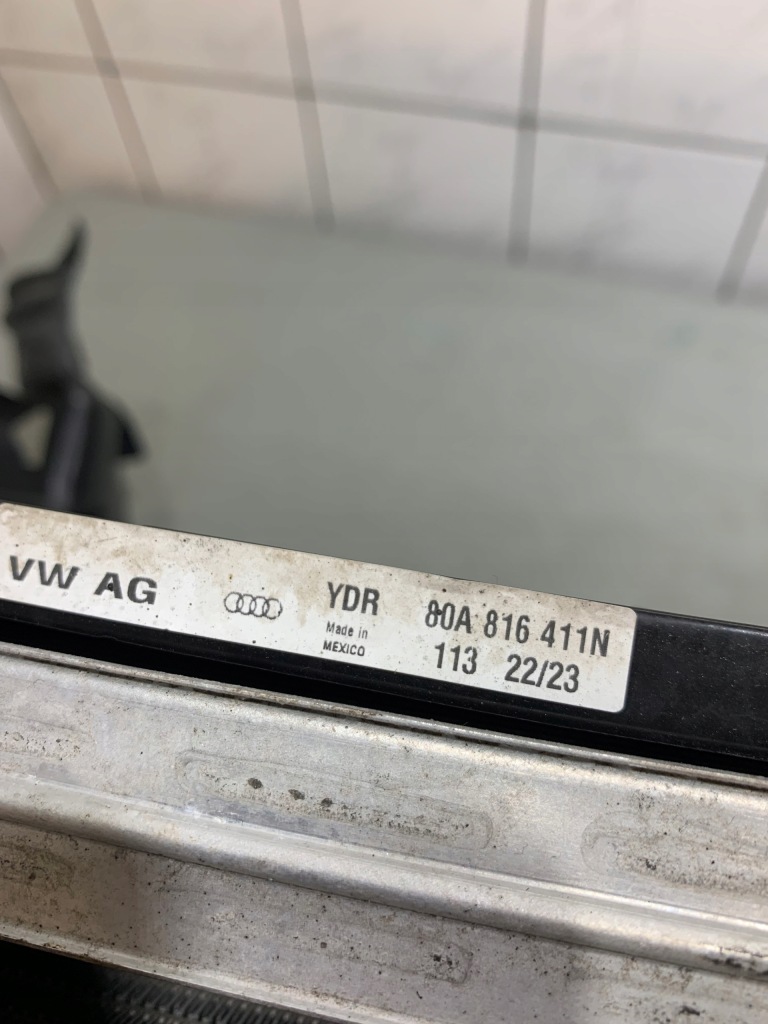 VW AG YDR 80A 816 411N
Made in 113 22/23
MEXICO